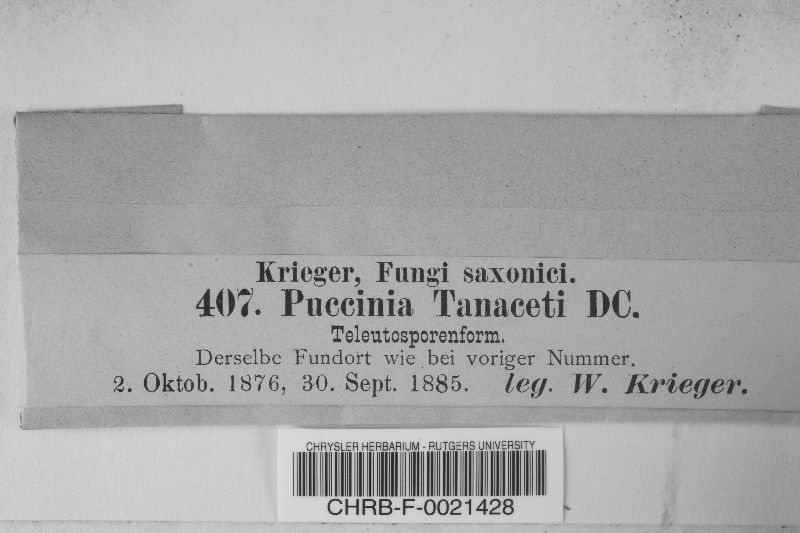 Krieger, Fungi saxonici.
407. Puccinia Tanaceti DC.
Teleutosporenform.
Derselbe Fundort wie bei voriger Nummer.
2. Oktob. 1876, 30. Sept. 1885. leg. W. Krieger.
CHRYSLER HERBARIUM - RUTGERS UNIVERSITY
CHRB-F-0021428